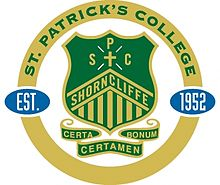 ST. PATRICK'S COLLEGE
EST. 1952
P
S C
SHORNCLIFFE
CERTA BONUM
CERTAMEN